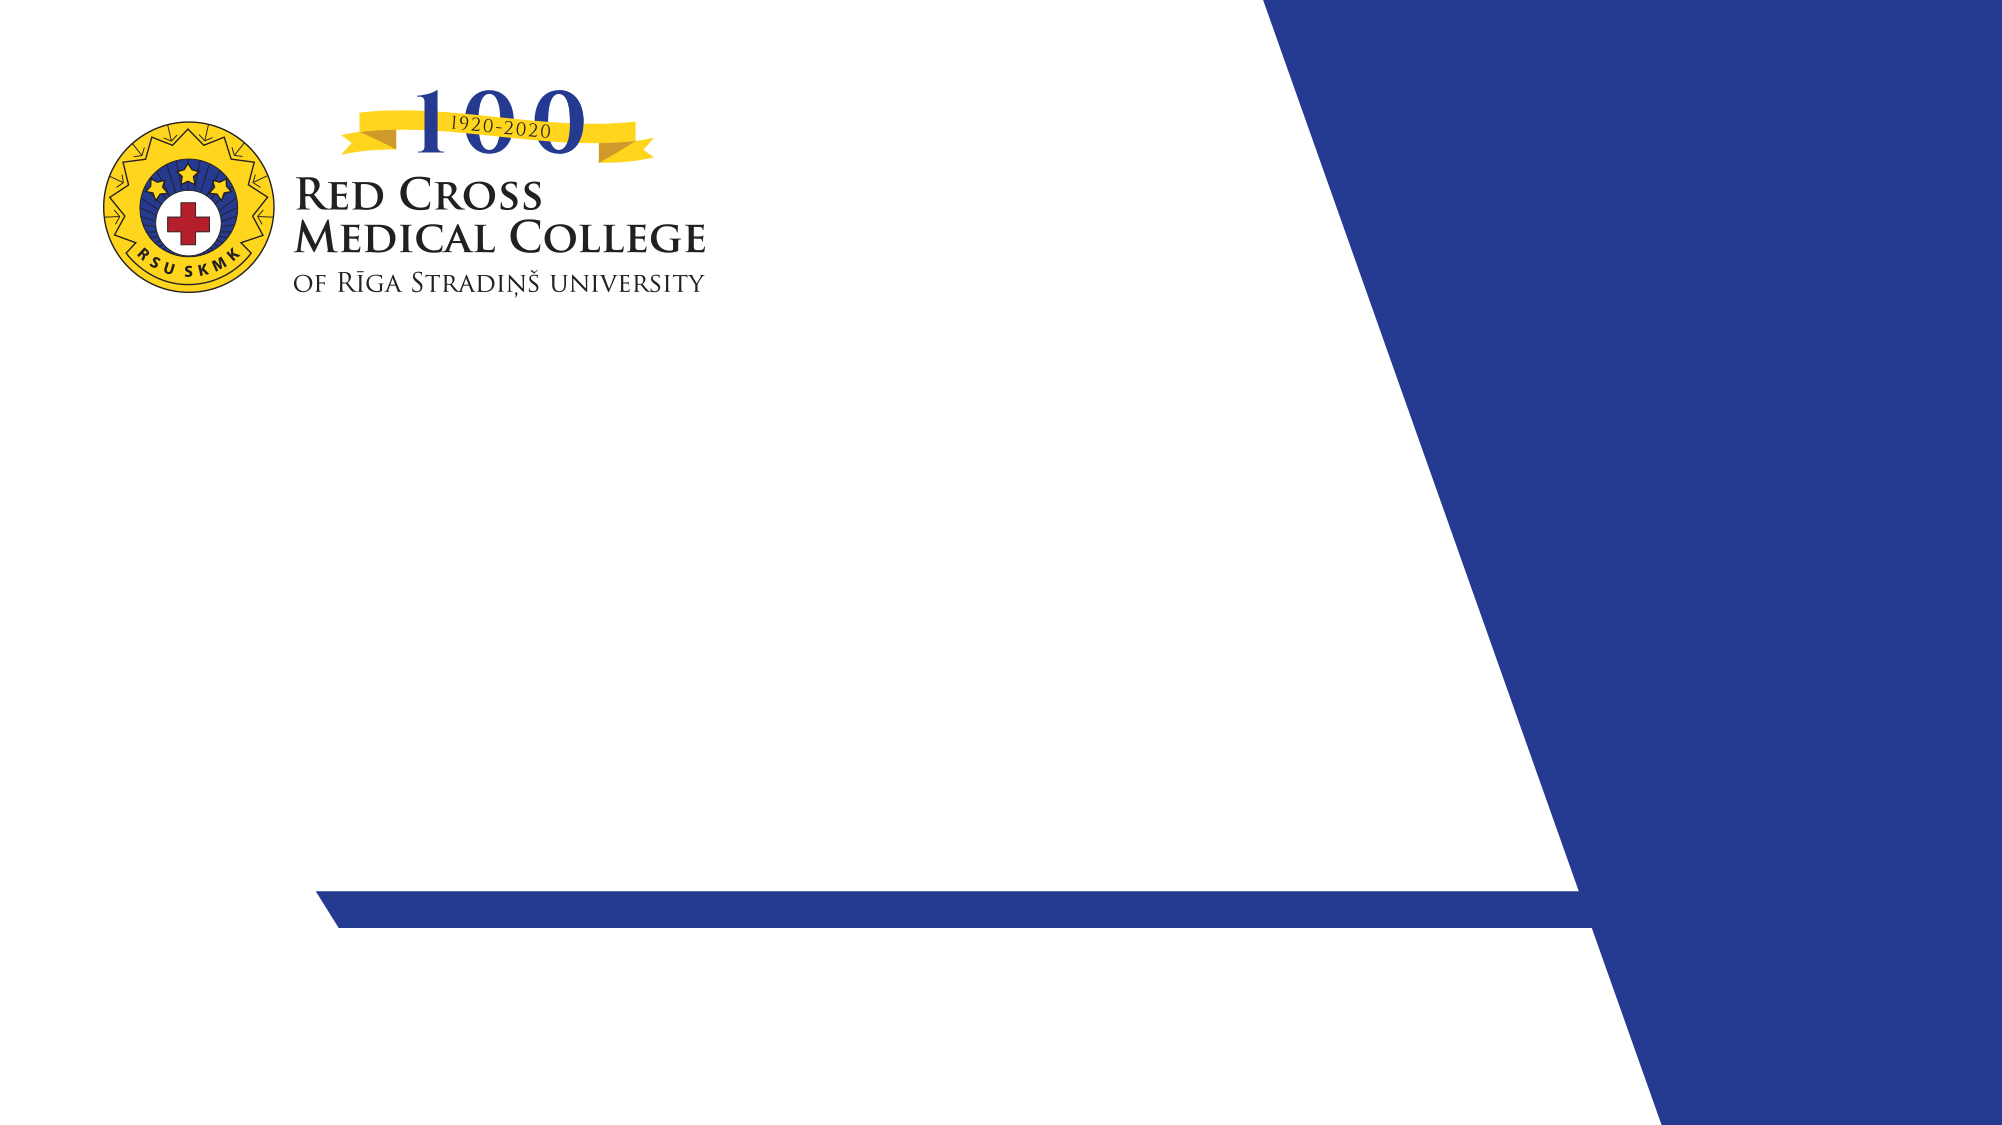 100
1920-2020
RED CROSS
MEDICAL COLLEGE
OF RĪGA STRADIŅŠ UNIVERSITY
RSU SKMK